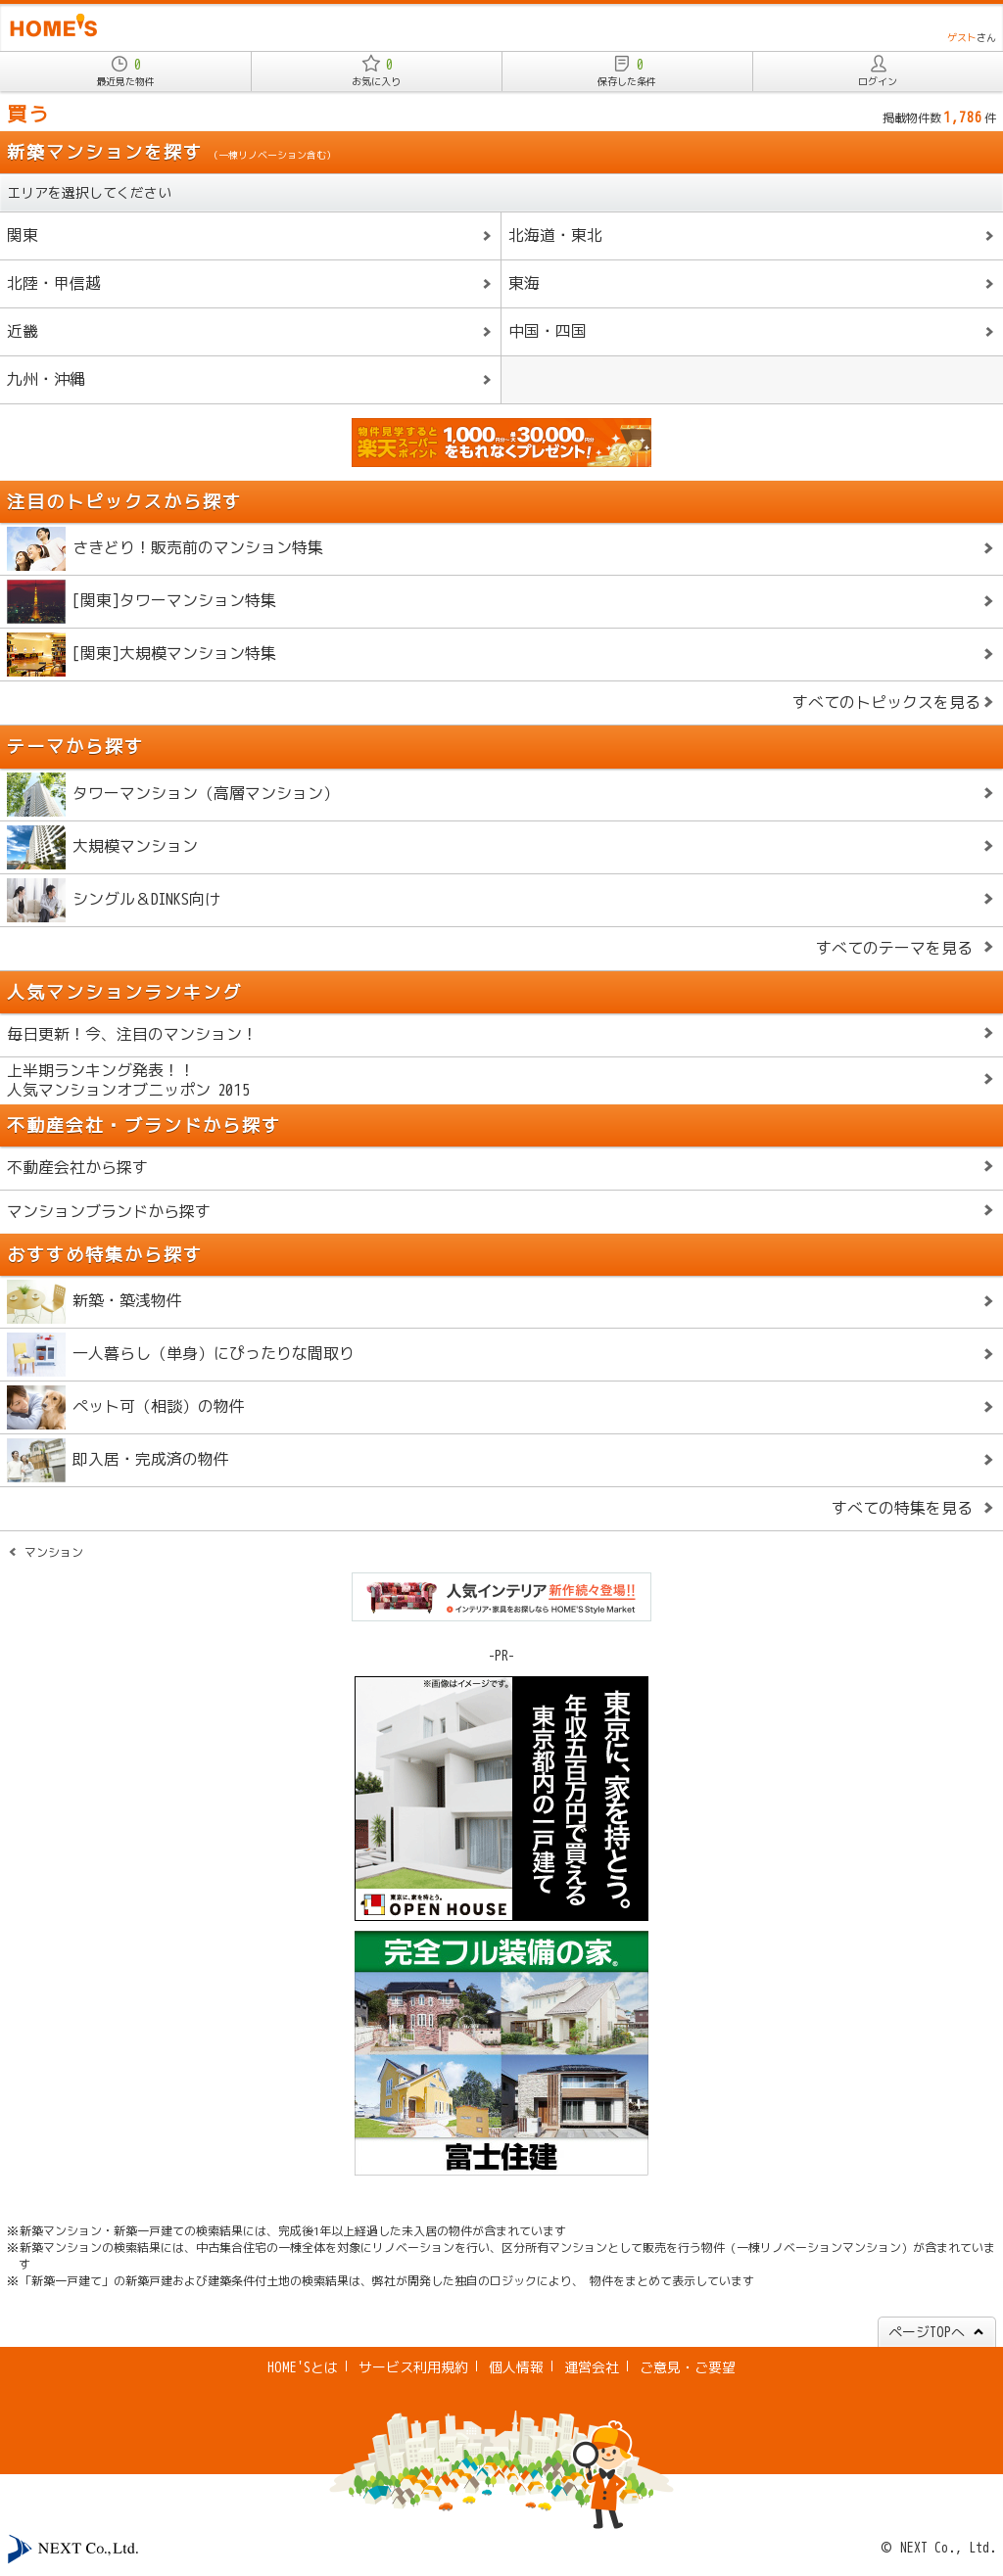 HOME'S
ゲストさん
0
最近見た物件
0
お気に入り
0
保存した条件
ログイン
買う
掲載物件数 1,786 件
新築マンションを探す （一棟リノベーション含む）
エリアを選択してください
関東
北海道・東北
北陸・甲信越
東海
近畿
中国・四国
九州・沖縄
物件見学すると
楽天スーパーポイント
1,000円分～最大30,000円分
をもれなくプレゼント!
注目のトピックスから探す
さきどり！販売前のマンション特集
[関東]タワーマンション特集
[関東]大規模マンション特集
すべてのトピックスを見る
テーマから探す
タワーマンション（高層マンション）
大規模マンション
シングル＆DINKS向け
すべてのテーマを見る
人気マンションランキング
毎日更新！今、注目のマンション！
上半期ランキング発表！！
人気マンションオブニッポン 2015
不動産会社・ブランドから探す
不動産会社から探す
マンションブランドから探す
おすすめ特集から探す
新築・築浅物件
一人暮らし（単身）にぴったりな間取り
ペット可（相談）の物件
即入居・完成済の物件
すべての特集を見る
マンション
人気インテリア新作続々登場!!
インテリア・家具をお探しなら HOME'S Style Market
-PR-
※画像はイメージです。
東京に、家を持とう。
年収五百万円で買える
東京都内の一戸建て
東京に、家を持とう。
OPEN HOUSE
完全フル装備の家®
富士住建
※新築マンション・新築一戸建ての検索結果には、完成後1年以上経過した未入居の物件が含まれています
※新築マンションの検索結果には、中古集合住宅の一棟全体を対象にリノベーションを行い、区分所有マンションとして販売を行う物件（一棟リノベーションマンション）が含まれていま
す
※「新築一戸建て」の新築戸建および建築条件付土地の検索結果は、弊社が開発した独自のロジックにより、 物件をまとめて表示しています
ページTOPへ
HOME'Sとは | サービス利用規約 | 個人情報 | 運営会社 | ご意見・ご要望
NEXT Co.,Ltd.
© NEXT Co., Ltd.